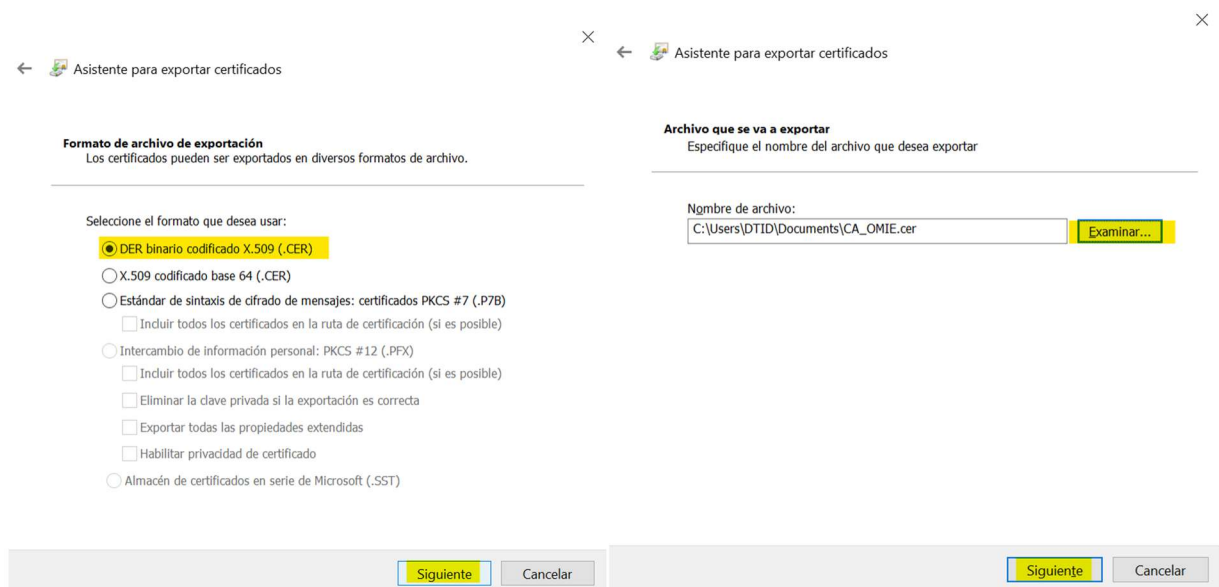 Asistente para exportar certificados
Formato de archivo de exportación
Los certificados pueden ser exportados en diversos formatos de archivo.
Seleccione el formato que desea usar:
DER binario codificado X.509 (.CER)
X.509 codificado base 64 (.CER)
Estándar de sintaxis de cifrado de mensajes: certificados PKCS #7 (.P7B)
Incluir todos los certificados en la ruta de certificación (si es posible)
Intercambio de información personal: PKCS #12 (.PFX)
Incluir todos los certificados en la ruta de certificación (si es posible)
Eliminar la clave privada si la exportación es correcta
Exportar todas las propiedades extendidas
Habilitar privacidad de certificado
Almacén de certificados en serie de Microsoft (.SST)
Siguiente Cancelar
Asistente para exportar certificados
Archivo que se va a exportar
Especifique el nombre del archivo que desea exportar
Nombre de archivo:
C:\Users\DTID\Documents\CA_OMIE.cer Examinar...
Siguiente Cancelar